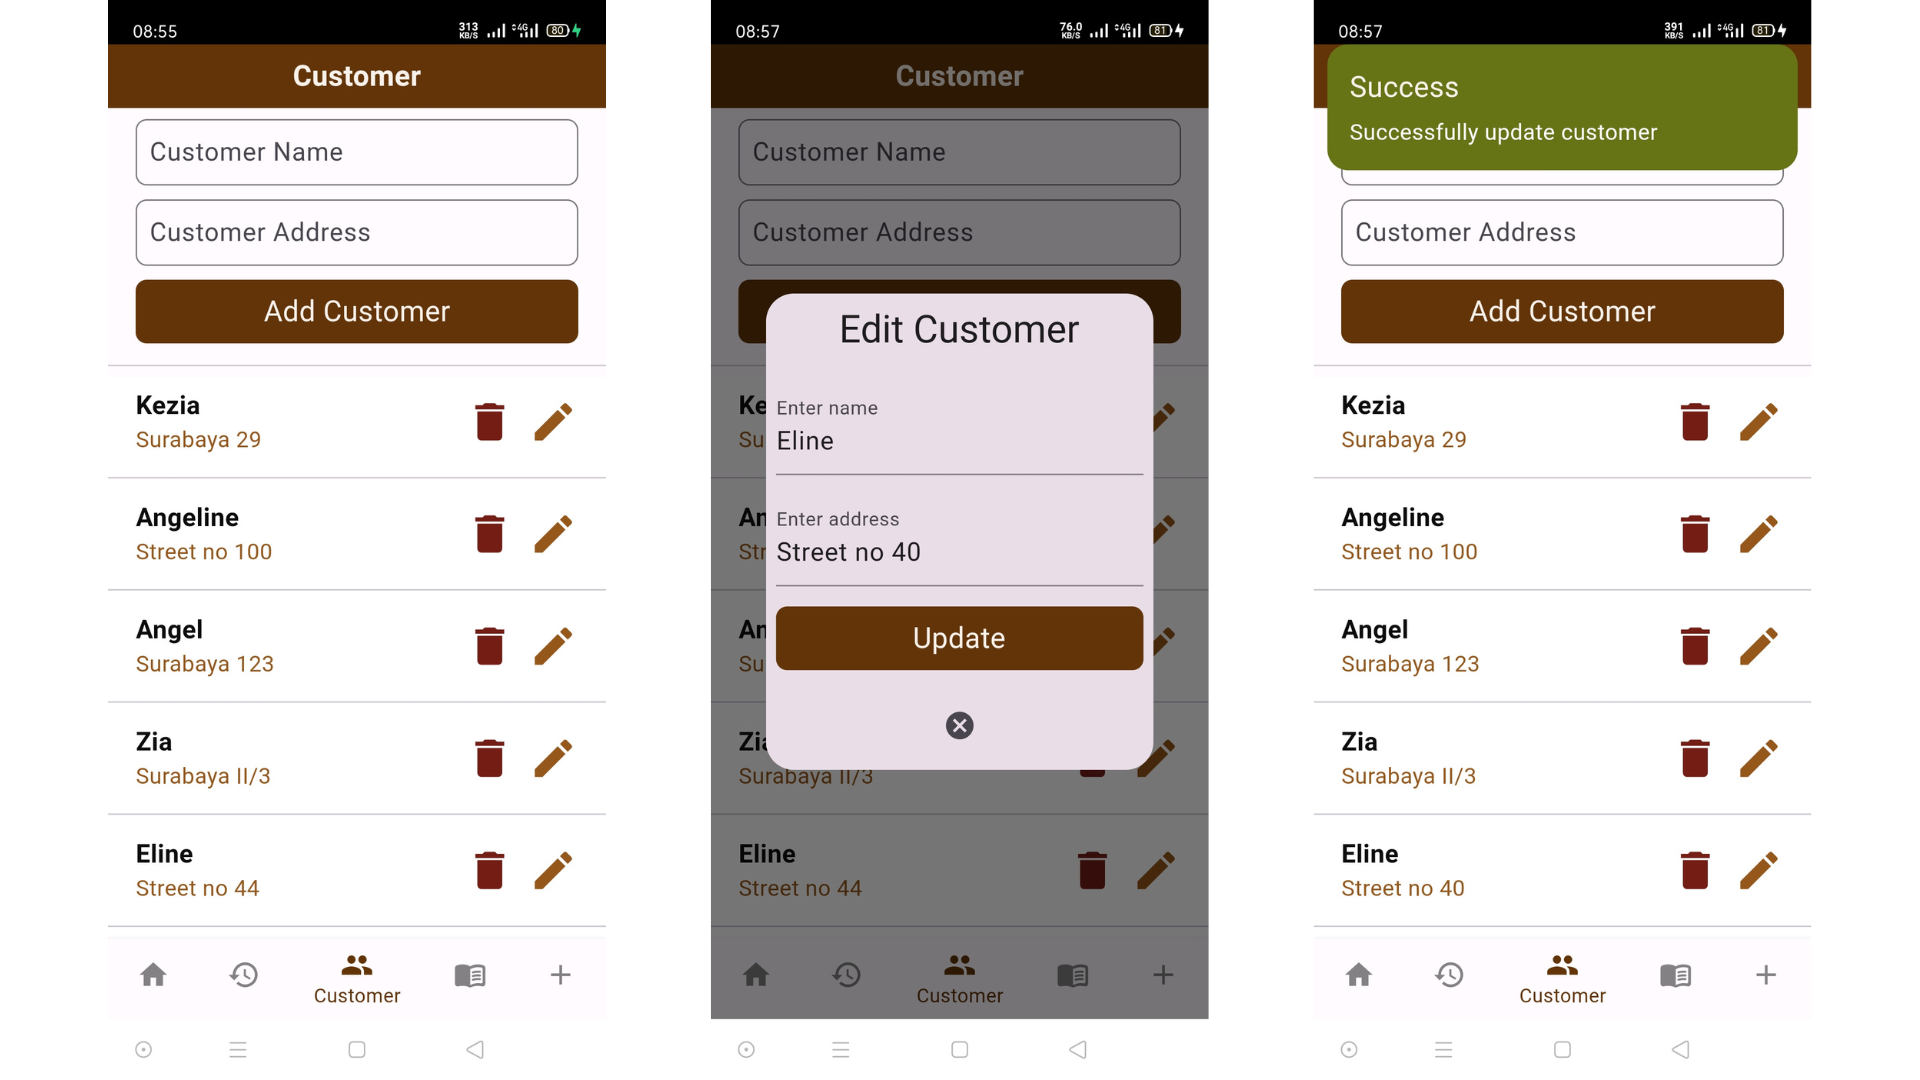 08:55
313
KB/S
4G
80
Customer
Customer Name
Customer Address
Add Customer
Kezia
Surabaya 29
Angeline
Street no 100
Angel
Surabaya 123
Zia
Surabaya II/3
Eline
Street no 44
Customer
08:57
76.0
KB/S
4G
81
Customer
Customer Name
Customer Address
Edit Customer
Ke
Su
Enter name
Eline
An
Str
Enter address
Street no 40
An
Su
Update
Zia
Surabaya II/3
Eline
Street no 44
Customer
08:57
391
KB/S
4G
81
Success
Successfully update customer
Customer Address
Add Customer
Kezia
Surabaya 29
Angeline
Street no 100
Angel
Surabaya 123
Zia
Surabaya II/3
Eline
Street no 40
Customer